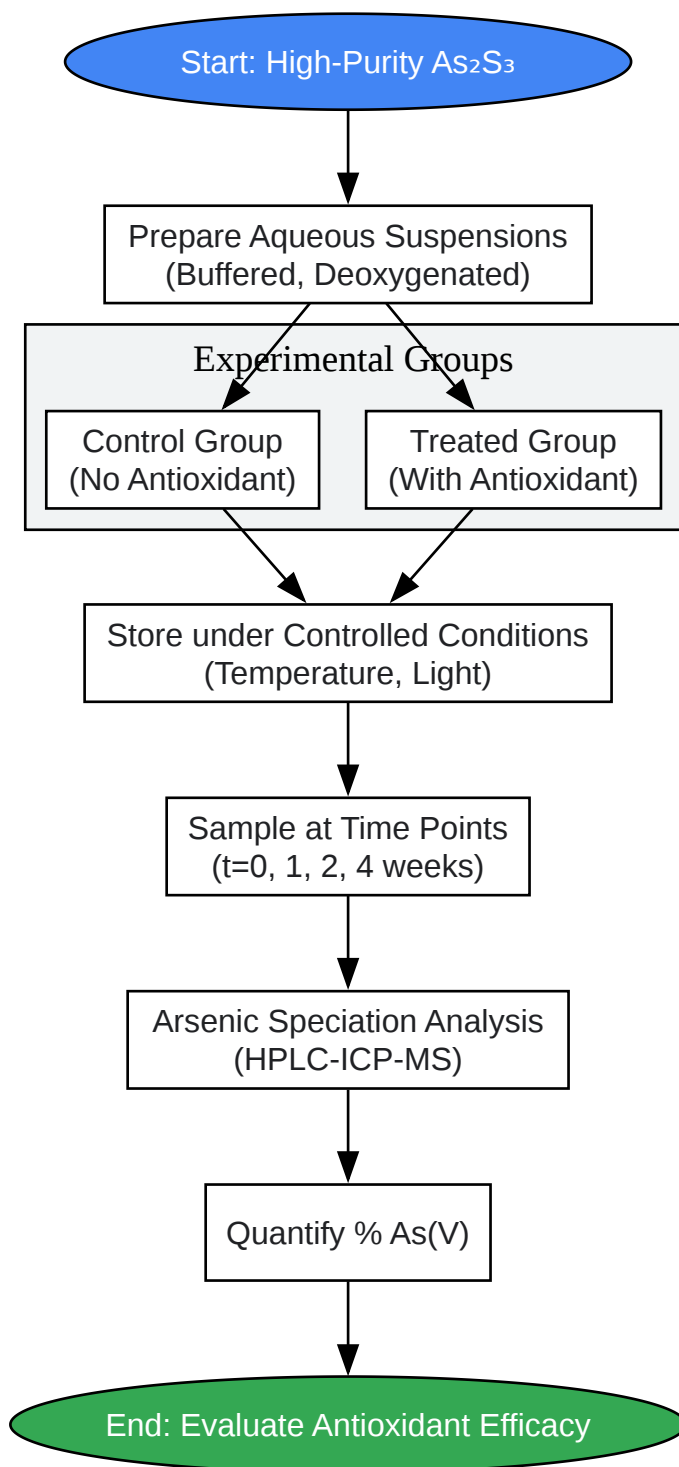 Start: High-Purity As₂S₃
Prepare Aqueous Suspensions
(Buffered, Deoxygenated)
Experimental Groups
Control Group
(No Antioxidant)
Treated Group
(With Antioxidant)
Store under Controlled Conditions
(Temperature, Light)
Sample at Time Points
(t=0, 1, 2, 4 weeks)
Arsenic Speciation Analysis
(HPLC-ICP-MS)
Quantify % As(V)
End: Evaluate Antioxidant Efficacy